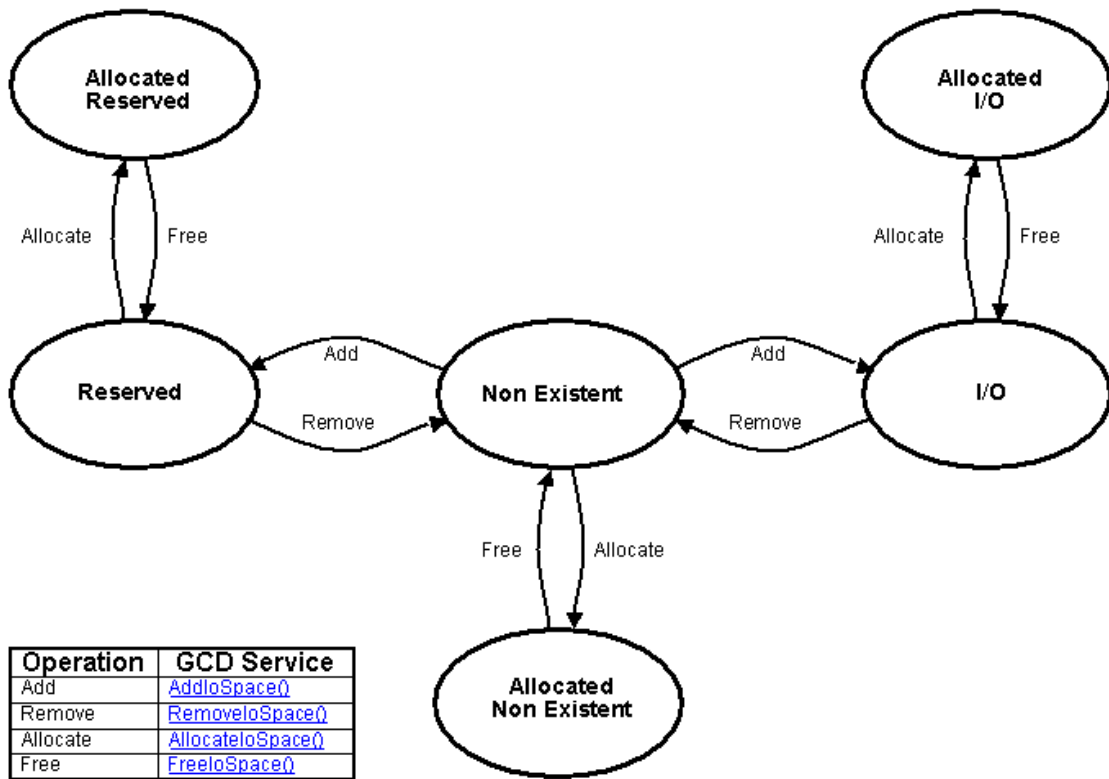 Allocated
Reserved
Allocated
I/O
Allocate
Free
Allocate
Free
Reserved
Add
Remove
Non Existent
Add
Remove
I/O
Free
Allocate
Allocated
Non Existent
Operation GCD Service
Add AddIoSpace()
Remove RemoveIoSpace()
Allocate AllocateIoSpace()
Free FreeIoSpace()